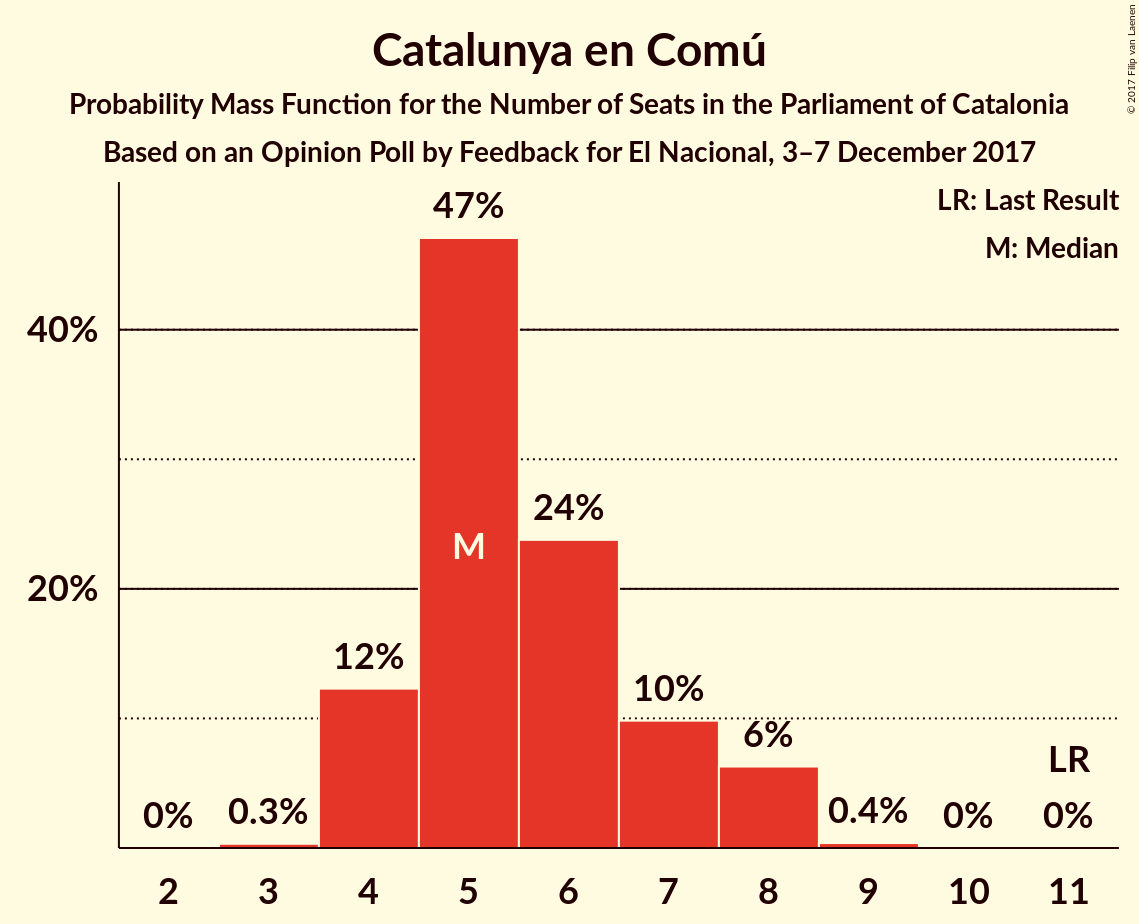 Catalunya en Comú
Probability Mass Function for the Number of Seats in the Parliament of Catalonia
Based on an Opinion Poll by Feedback for El Nacional, 3–7 December 2017
© 2017 Filip van Laenen
LR: Last Result
M: Median
47%
40%
24%
M
20%
12%
10%
6%
LR
0%
0.3%
0.4%
0%
0%
2 3 4 5 6 7 8 9 10 11